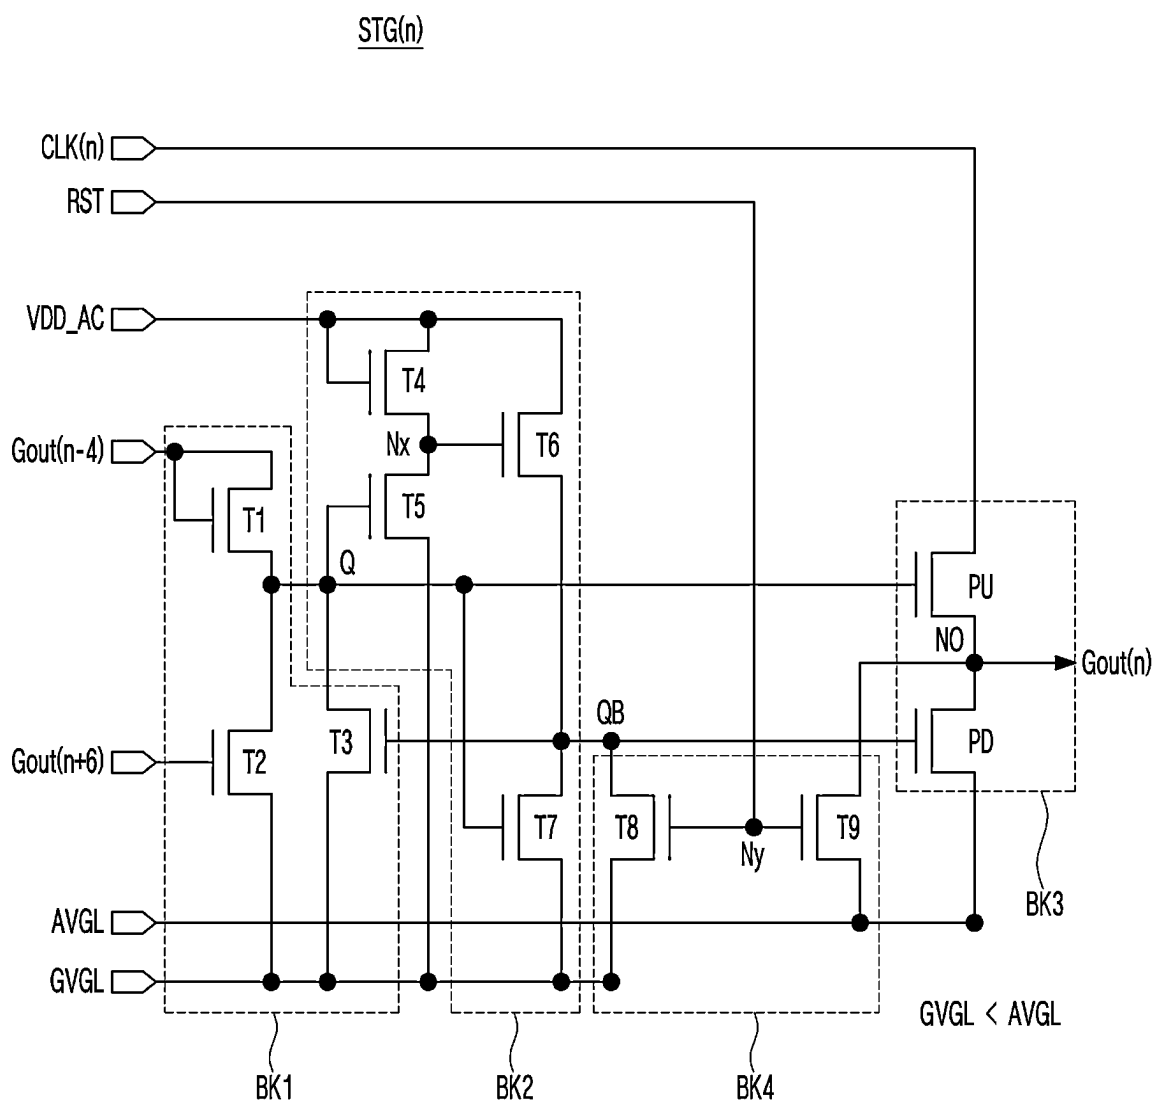 STG(n)
CLK(n)
RST
VDD_AC
T4
Gout(n-4)
Nx
T6
T1
T5
Q
PU
NO
Gout(n)
QB
T2
T3
PD
Gout(n+6)
T7
T8
T9
Ny
BK3
AVGL
GVGL
GVGL < AVGL
BK1
BK2
BK4